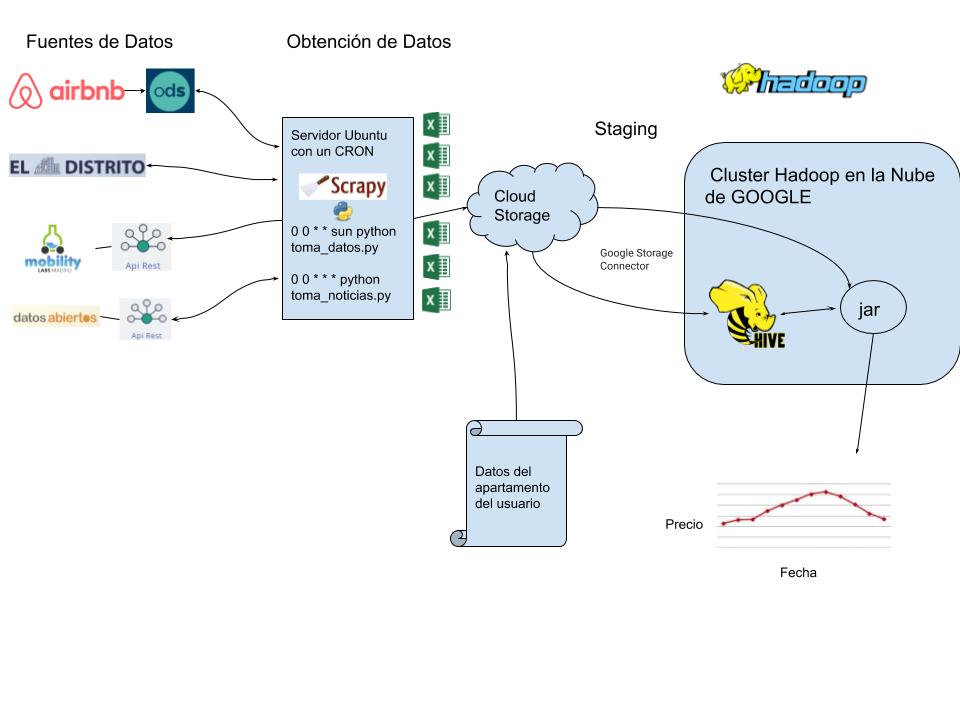 Fuentes de Datos
Obtención de Datos
airbnb
ods
hadoop
Servidor Ubuntu
con un CRON
Staging
EL DISTRITO
Scrapy
Cluster Hadoop en la Nube
de GOOGLE
Cloud
Storage
0 0 * * sun python
toma_datos.py
mobility
LABS MADRID
Api Rest
Google Storage
Connector
0 0 * * * python
toma_noticias.py
datos abiertos
Api Rest
HIVE
jar
Datos del
apartamento
del usuario
Precio
Fecha